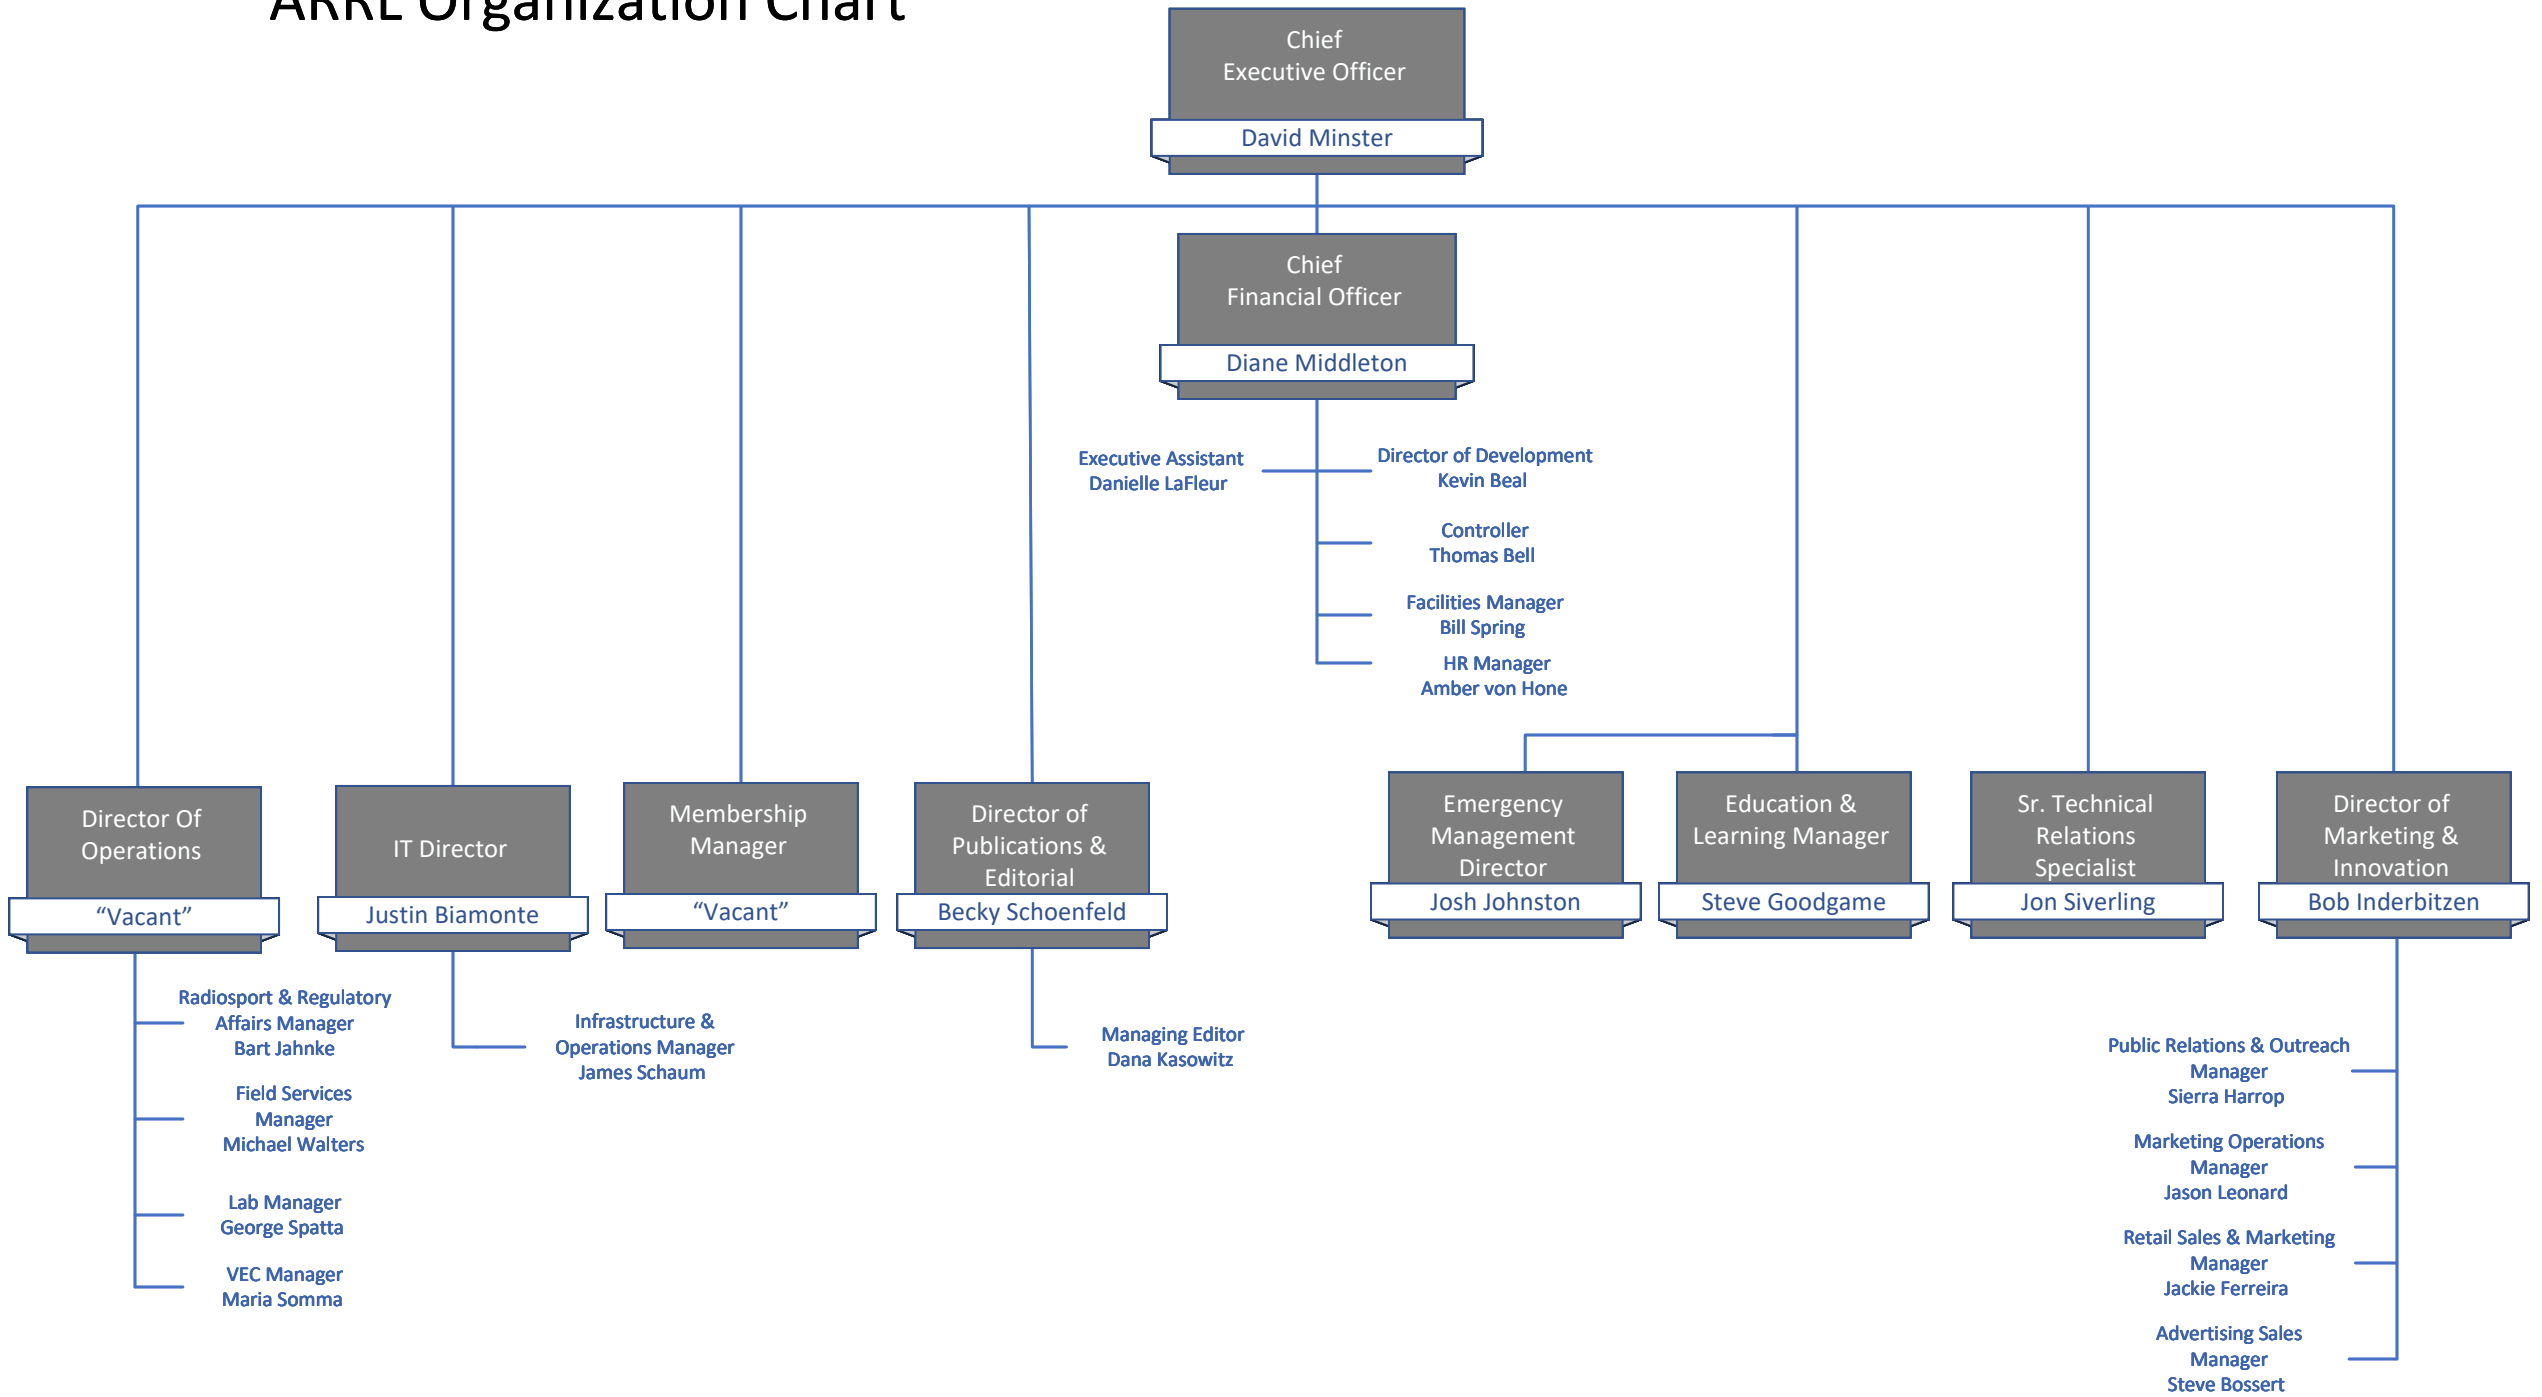 ARRL Organization Chart
Chief
Executive Officer
David Minster
Chief
Financial Officer
Diane Middleton
Executive Assistant
Danielle LaFleur
Director of Development
Kevin Beal
Controller
Thomas Bell
Facilities Manager
Bill Spring
HR Manager
Amber von Hone
Director Of
Operations
“Vacant”
IT Director
Justin Biamonte
Membership
Manager
“Vacant”
Director of
Publications &
Editorial
Becky Schoenfeld
Emergency
Management
Director
Josh Johnston
Education &
Learning Manager
Steve Goodgame
Sr. Technical
Relations
Specialist
Jon Siverling
Director of
Marketing &
Innovation
Bob Inderbitzen
Radiosport & Regulatory
Affairs Manager
Bart Jahnke
Field Services
Manager
Michael Walters
Lab Manager
George Spatta
VEC Manager
Maria Somma
Infrastructure &
Operations Manager
James Schaum
Managing Editor
Dana Kasowitz
Public Relations & Outreach
Manager
Sierra Harrop
Marketing Operations
Manager
Jason Leonard
Retail Sales & Marketing
Manager
Jackie Ferreira
Advertising Sales
Manager
Steve Bossert